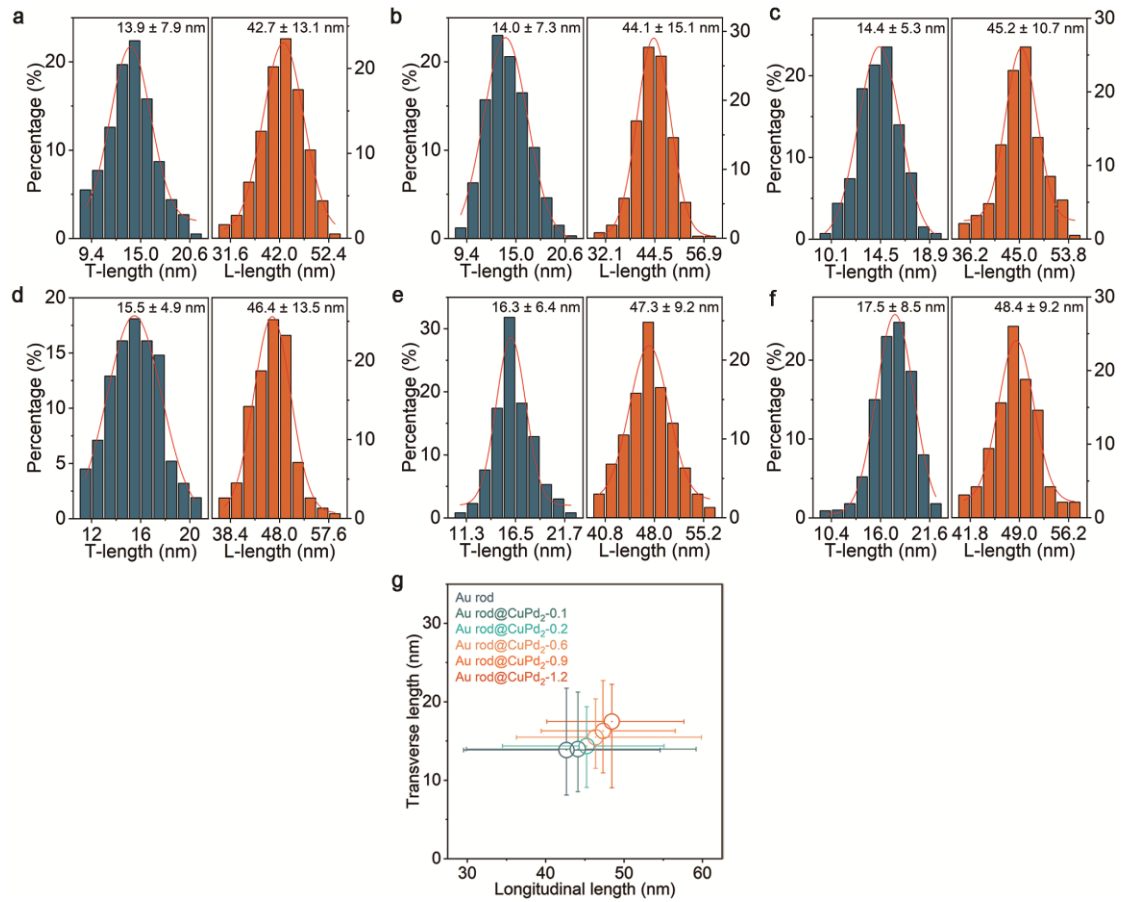 a
13.9 ± 7.9 nm
42.7 ± 13.1 nm
Percentage (%)
20
10
0
20
10
0
9.4 15.0 20.6
31.6 42.0 52.4
T-length (nm)
L-length (nm)
b
14.0 ± 7.3 nm
44.1 ± 15.1 nm
Percentage (%)
20
10
0
30
20
10
0
9.4 15.0 20.6
32.1 44.5 56.9
T-length (nm)
L-length (nm)
c
14.4 ± 5.3 nm
45.2 ± 10.7 nm
Percentage (%)
20
10
0
30
20
10
0
10.1 14.5 18.9
36.2 45.0 53.8
T-length (nm)
L-length (nm)
d
15.5 ± 4.9 nm
46.4 ± 13.5 nm
Percentage (%)
20
15
10
5
0
20
10
0
12 16 20
38.4 48.0 57.6
T-length (nm)
L-length (nm)
e
16.3 ± 6.4 nm
47.3 ± 9.2 nm
Percentage (%)
30
20
10
0
20
10
0
11.3 16.5 21.7
40.8 48.0 55.2
T-length (nm)
L-length (nm)
f
17.5 ± 8.5 nm
48.4 ± 9.2 nm
Percentage (%)
20
10
0
30
20
10
0
10.4 16.0 21.6
41.8 49.0 56.2
T-length (nm)
L-length (nm)
g
Au rod
Au rod@CuPd₂-0.1
Au rod@CuPd₂-0.2
Au rod@CuPd₂-0.6
Au rod@CuPd₂-0.9
Au rod@CuPd₂-1.2
Transverse length (nm)
30
20
10
0
30 40 50 60
Longitudinal length (nm)